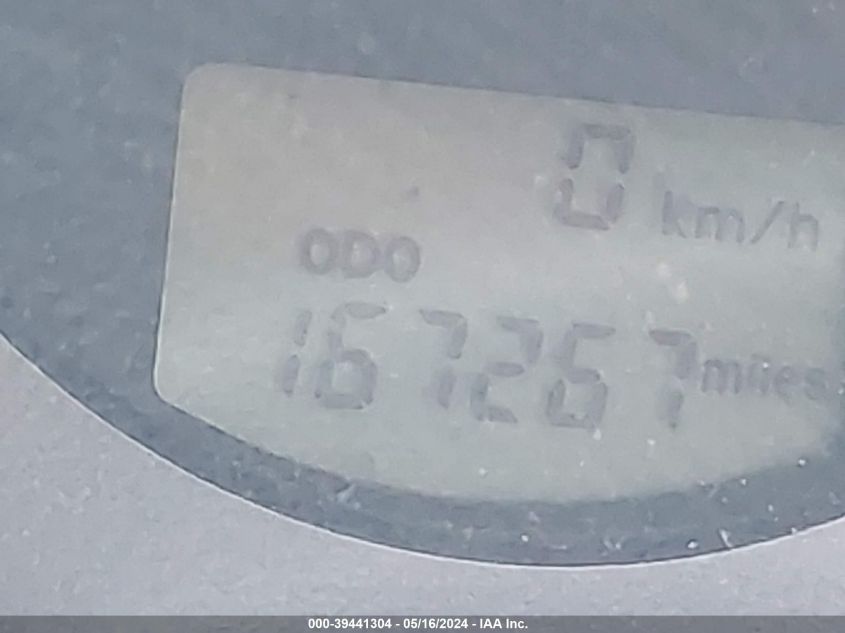 0 km/h
ODO
167267 miles
000-39441304 - 05/16/2024 - IAA Inc.